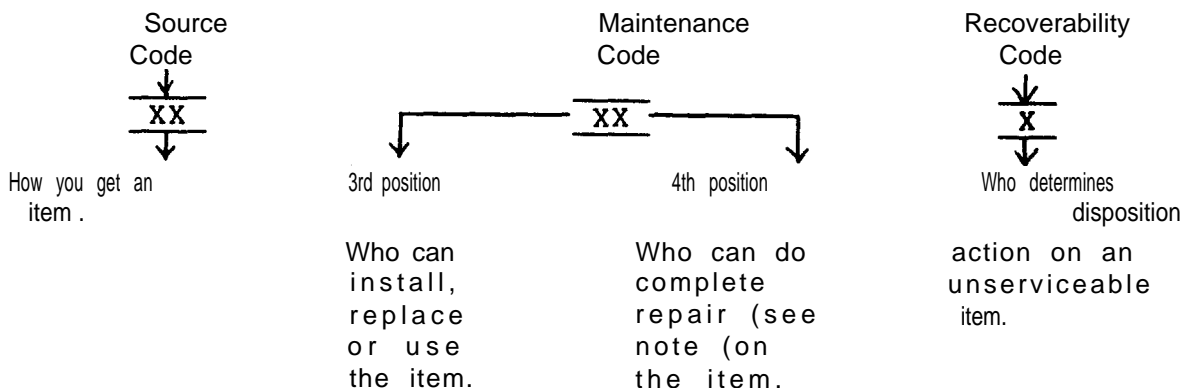 Source
Code
XX
How you get an
item .
Maintenance
Code
XX
3rd position
Who can
install,
replace
or use
the item.
4th position
Who can do
complete
repair (see
note (on
the item.
Recoverability
Code
X
Who determines
disposition
action on an
unserviceable
item.